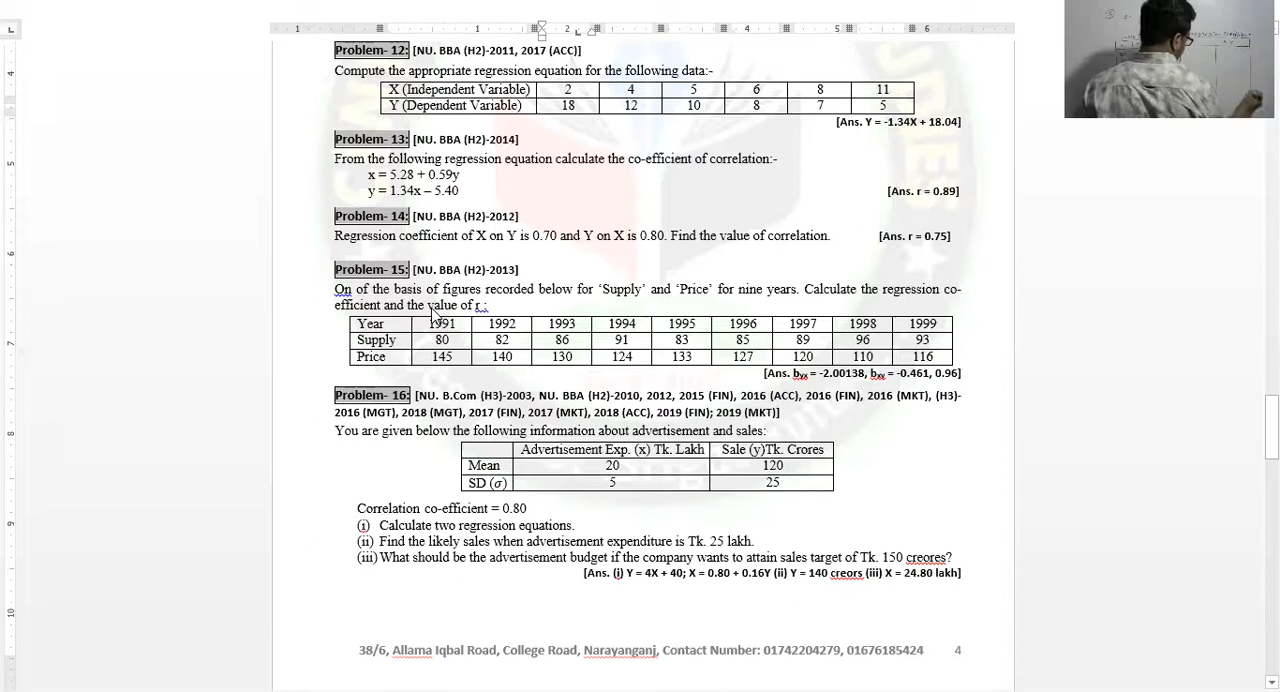 1 1 2 3 4 5 6
Problem- 12: [NU. BBA (H2)-2011, 2017 (ACC)]
Compute the appropriate regression equation for the following data:-
X (Independent Variable) 2 4 5 6 8 11
Y (Dependent Variable) 18 12 10 8 7 5
[Ans. Y = -1.34X + 18.04]
Problem- 13: [NU. BBA (H2)-2014]
From the following regression equation calculate the co-efficient of correlation:-
x = 5.28 + 0.59y
y = 1.34x – 5.40
[Ans. r = 0.89]
Problem- 14: [NU. BBA (H2)-2012]
Regression coefficient of X on Y is 0.70 and Y on X is 0.80. Find the value of correlation. [Ans. r = 0.75]
Problem- 15: [NU. BBA (H2)-2013]
On of the basis of figures recorded below for ‘Supply’ and ‘Price’ for nine years. Calculate the regression co-
efficient and the value of r :
Year 1991 1992 1993 1994 1995 1996 1997 1998 1999
Supply 80 82 86 91 83 85 89 96 93
Price 145 140 130 124 133 127 120 110 116
[Ans. byx = -2.00138, bxy = -0.461, 0.96]
Problem- 16: [NU. B.Com (H3)-2003, NU. BBA (H2)-2010, 2012, 2015 (FIN), 2016 (ACC), 2016 (FIN), 2016 (MKT), (H3)-
2016 (MGT), 2018 (MGT), 2017 (FIN), 2017 (MKT), 2018 (ACC), 2019 (FIN); 2019 (MKT)]
You are given below the following information about advertisement and sales:
Advertisement Exp. (x) Tk. Lakh Sale (y)Tk. Crores
Mean 20 120
SD (σ) 5 25
Correlation co-efficient = 0.80
(i) Calculate two regression equations.
(ii) Find the likely sales when advertisement expenditure is Tk. 25 lakh.
(iii) What should be the advertisement budget if the company wants to attain sales target of Tk. 150 creores?
[Ans. (i) Y = 4X + 40; X = 0.80 + 0.16Y (ii) Y = 140 creors (iii) X = 24.80 lakh]
38/6, Allama Iqbal Road, College Road, Narayanganj, Contact Number: 01742204279, 01676185424 4